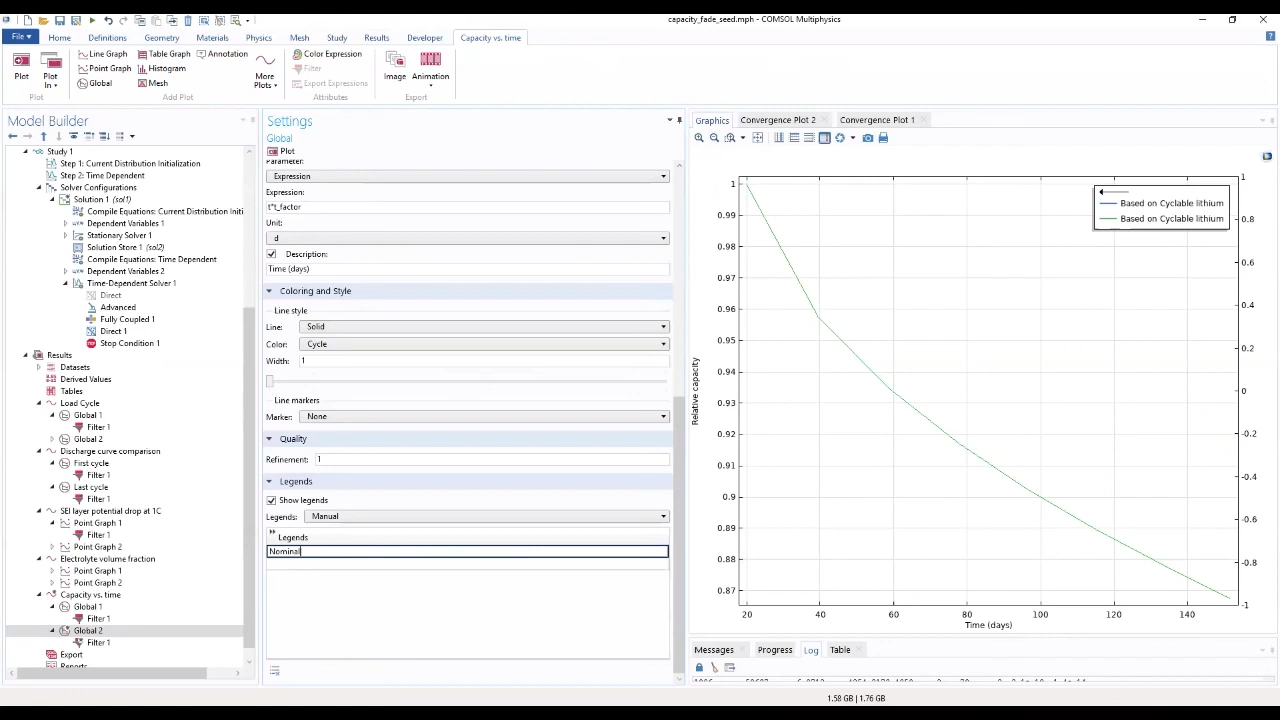 capacity_fade_seed.mph - COMSOL Multiphysics
File Home Definitions Geometry Materials Physics Mesh Study Results Developer Capacity vs. time
Plot
Plot In
Line Graph
Point Graph
Global
Table Graph
Histogram
Mesh
Annotation
More Plots
Color Expression
Filter
Export Expressions
Image
Animation
Plot Add Plot Attributes Export
Model Builder
Study 1
Step 1: Current Distribution Initialization
Step 2: Time Dependent
Solver Configurations
Solution 1 (sol1)
Compile Equations: Current Distribution Initi
Dependent Variables 1
Stationary Solver 1
Solution Store 1 (sol2)
Compile Equations: Time Dependent
Dependent Variables 2
Time-Dependent Solver 1
Direct
Advanced
Fully Coupled 1
Direct 1
Stop Condition 1
Results
Datasets
Derived Values
Tables
Load Cycle
Global 1
Filter 1
Global 2
Discharge curve comparison
First cycle
Filter 1
Last cycle
Filter 1
SEI layer potential drop at 1C
Point Graph 1
Filter 1
Point Graph 2
Electrolyte volume fraction
Point Graph 1
Point Graph 2
Capacity vs. time
Global 1
Filter 1
Global 2
Filter 1
Export
Reports
Settings
Global
Plot
Parameter:
Expression
Expression:
t*t_factor
Unit:
d
Description:
Time (days)
Coloring and Style
Line style
Line: Solid
Color: Cycle
Width: 1
Line markers
Marker: None
Quality
Refinement: 1
Legends
Show legends
Legends: Manual
Legends
Nominal
Graphics Convergence Plot 2 Convergence Plot 1
Based on Cyclable lithium
Based on Cyclable lithium
1
0.99
0.98
0.97
0.96
0.95
0.94
0.93
0.92
0.91
0.9
0.89
0.88
0.87
Relative capacity
1
0.8
0.6
0.4
0.2
0
-0.2
-0.4
-0.6
-0.8
-1
20 40 60 80 100 120 140
Time (days)
Messages Progress Log Table
1.58 GB | 1.76 GB